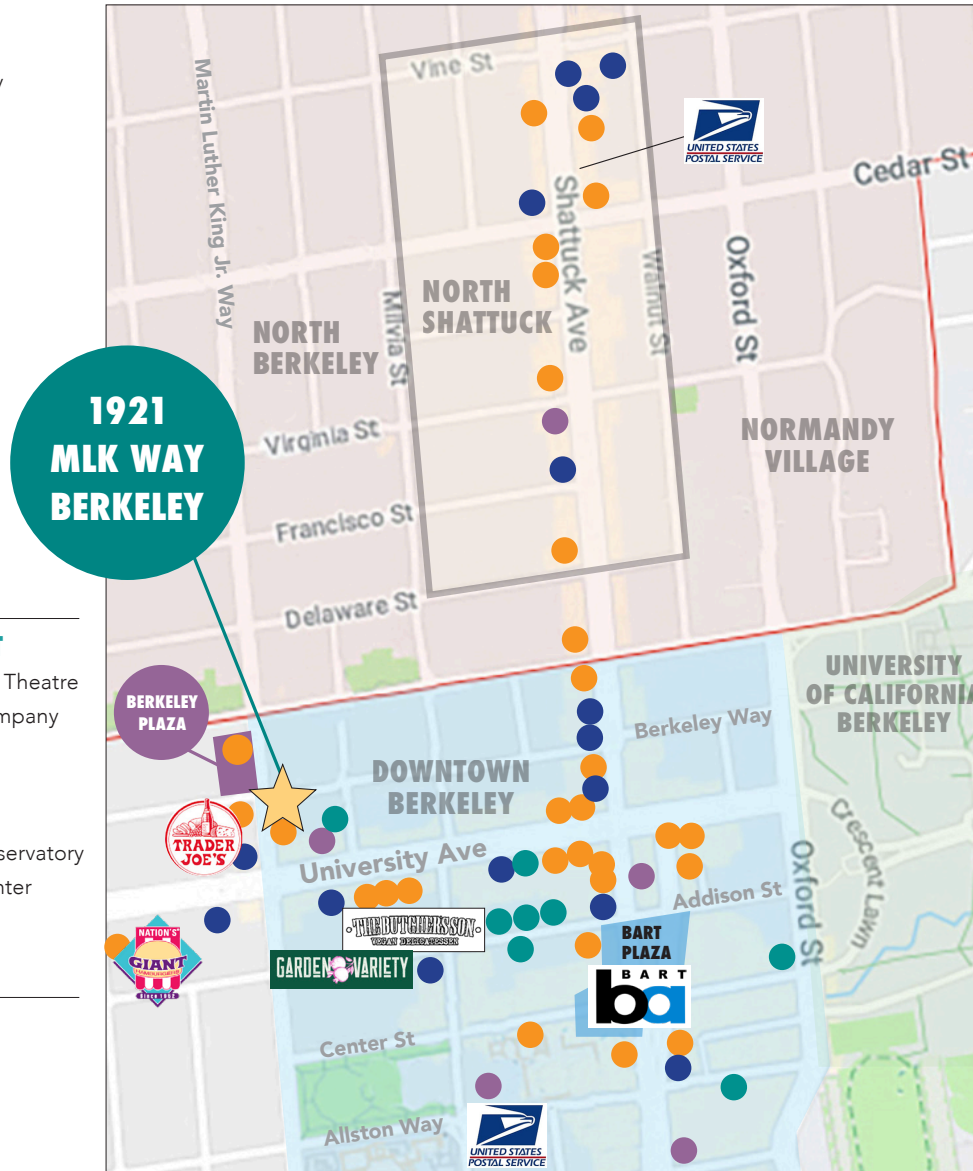 Vine St
Martin Luther King Jr. Way
UNITED STATES
POSTAL SERVICE
Cedar St
Shattuck Ave
Walnut St
Oxford St
Milvia St
NORTH
SHATTUCK
NORTH
BERKELEY
1921
MLK WAY
BERKELEY
Virginia St
NORMANDY
VILLAGE
Francisco St
Delaware St
Theatre
BERKELEY
PLAZA
UNIVERSITY
OF CALIFORNIA
BERKELEY
Berkeley Way
DOWNTOWN
BERKELEY
TRADER
JOE'S
University Ave
Crescent Lawn
Oxford St
Addison St
THE BUTCHER'S SON
VEGAN DELICATESSEN
BART
PLAZA
NATION'S
GIANT
HAMBURGERS
Since 1952
GARDEN VARIETY
BART
ba
Center St
Allston Way
UNITED STATES
POSTAL SERVICE